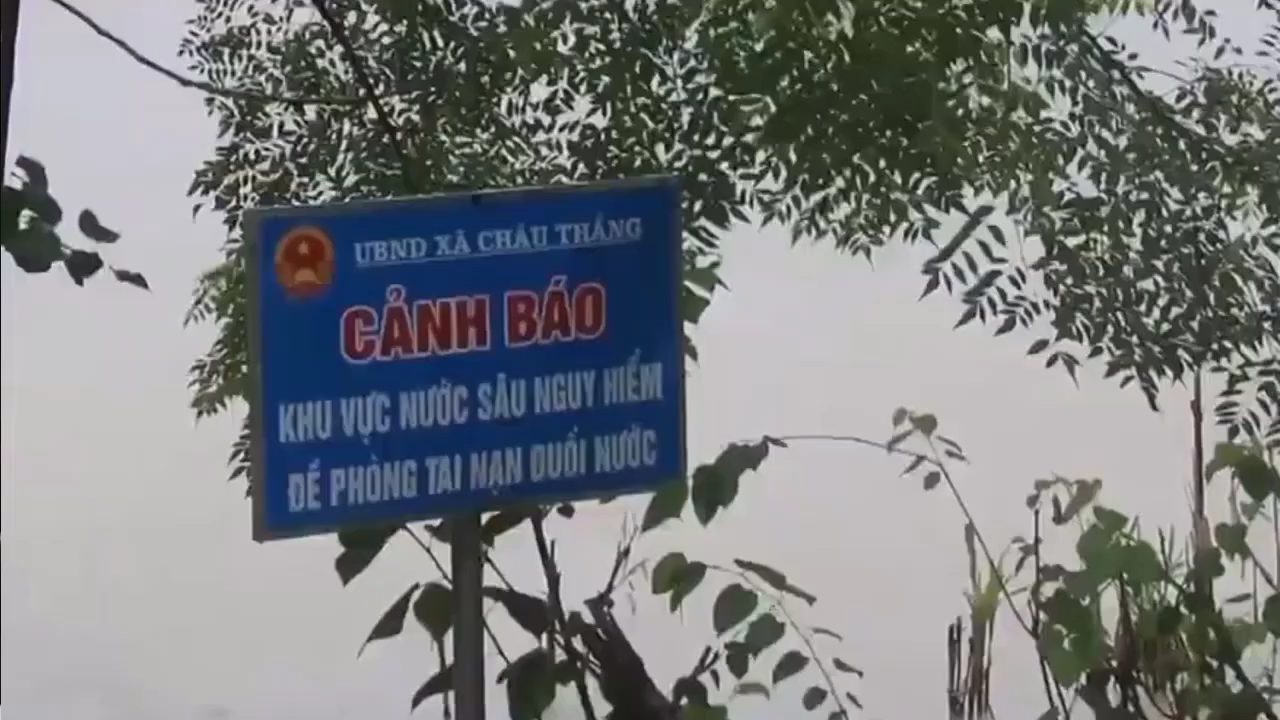 UBND XÃ CHÂU THẮNG
CẢNH BÁO
KHU VỰC NƯỚC SÂU NGUY HIỂM
ĐỀ PHÒNG TAI NẠN ĐUỐI NƯỚC